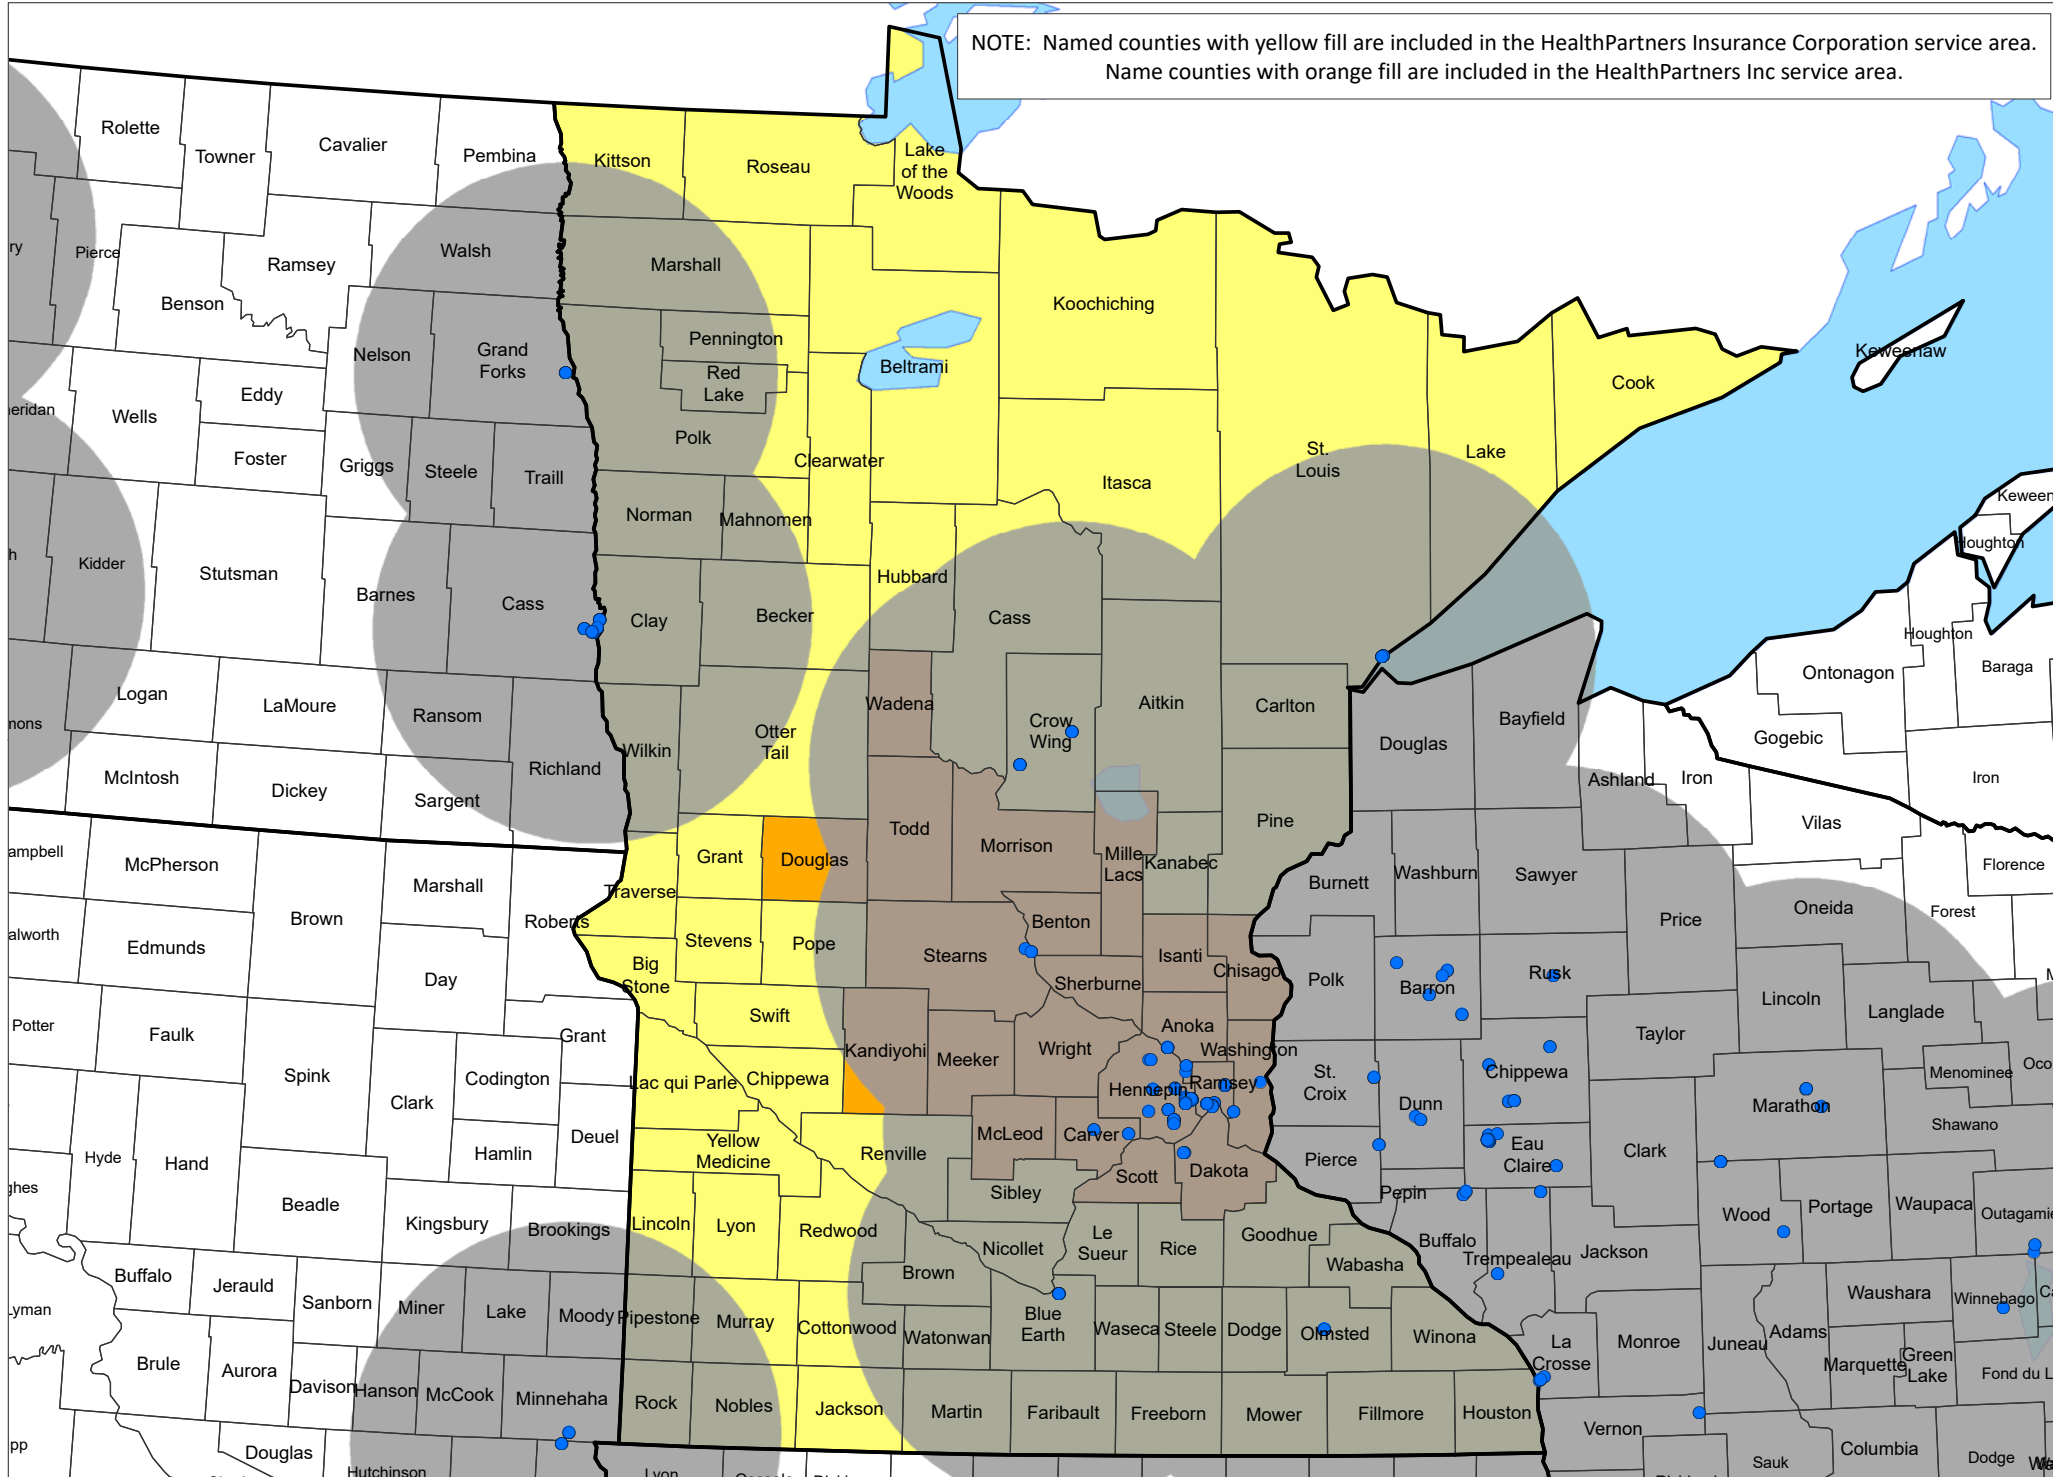 NOTE: Named counties with yellow fill are included in the HealthPartners Insurance Corporation service area.
Name counties with orange fill are included in the HealthPartners Inc service area.
Rolette
Towner
Cavalier
Pembina
Kittson
Roseau
Lake
of the
Woods
ry
Pierce
Benson
Ramsey
Walsh
Marshall
Koochiching
Nelson
Grand
Forks
Pennington
Red
Lake
Beltrami
Keweenaw
Cook
eridan
Wells
Eddy
Foster
Griggs
Steele
Traill
Polk
Clearwater
Itasca
St.
Louis
Lake
Keween
Houghton
h
Kidder
Stutsman
Barnes
Cass
Norman
Mahnomen
Clay
Becker
Hubbard
Cass
Houghton
Baraga
Ontonagon
Gogebic
Iron
mons
Logan
LaMoure
Ransom
Richland
Wilkin
Otter
Tail
Wadena
Crow
Wing
Aitkin
Carlton
Douglas
Bayfield
Ashland
Iron
Vilas
McIntosh
Dickey
Sargent
Pine
Florence
Forest
ampbell
McPherson
Marshall
Roberts
Traverse
Grant
Douglas
Todd
Morrison
Mille
Lacs
Kanabec
Burnett
Washburn
Sawyer
Price
Oneida
alworth
Edmunds
Brown
Day
Big
Stone
Stevens
Pope
Stearns
Benton
Isanti
Chisago
Sherburne
Polk
Barron
Rusk
Lincoln
Langlade
Potter
Faulk
Spink
Grant
Codington
Clark
Swift
Kandiyohi
Meeker
Wright
Anoka
Washington
Hennepin
Ramsey
St.
Croix
Dunn
Chippewa
Taylor
Menominee
Oco
Marathon
Shawano
Lac qui Parle
Chippewa
Hyde
Hand
Hamlin
Deuel
Yellow
Medicine
Renville
McLeod
Carver
Scott
Dakota
Pierce
Eau
Claire
Clark
ghes
Beadle
Kingsbury
Brookings
Lincoln
Lyon
Redwood
Sibley
Nicollet
Le
Sueur
Rice
Goodhue
Wabasha
Pepin
Buffalo
Trempealeau
Jackson
Wood
Portage
Waupaca
Outagamie
Buffalo
Jerauld
Sanborn
Miner
Lake
Moody
Pipestone
Murray
Cottonwood
Brown
Watonwan
Blue
Earth
Waseca
Steele
Dodge
Olmsted
Winona
La
Crosse
Monroe
Juneau
Adams
Waushara
Winnebago
Ca
Marquette
Green
Lake
Fond du L
Lyman
Brule
Aurora
Davison
Hanson
McCook
Minnehaha
Rock
Nobles
Jackson
Martin
Faribault
Freeborn
Mower
Fillmore
Houston
Vernon
Sauk
Columbia
Dodge
pp
Douglas
Hutchinson
Lyon